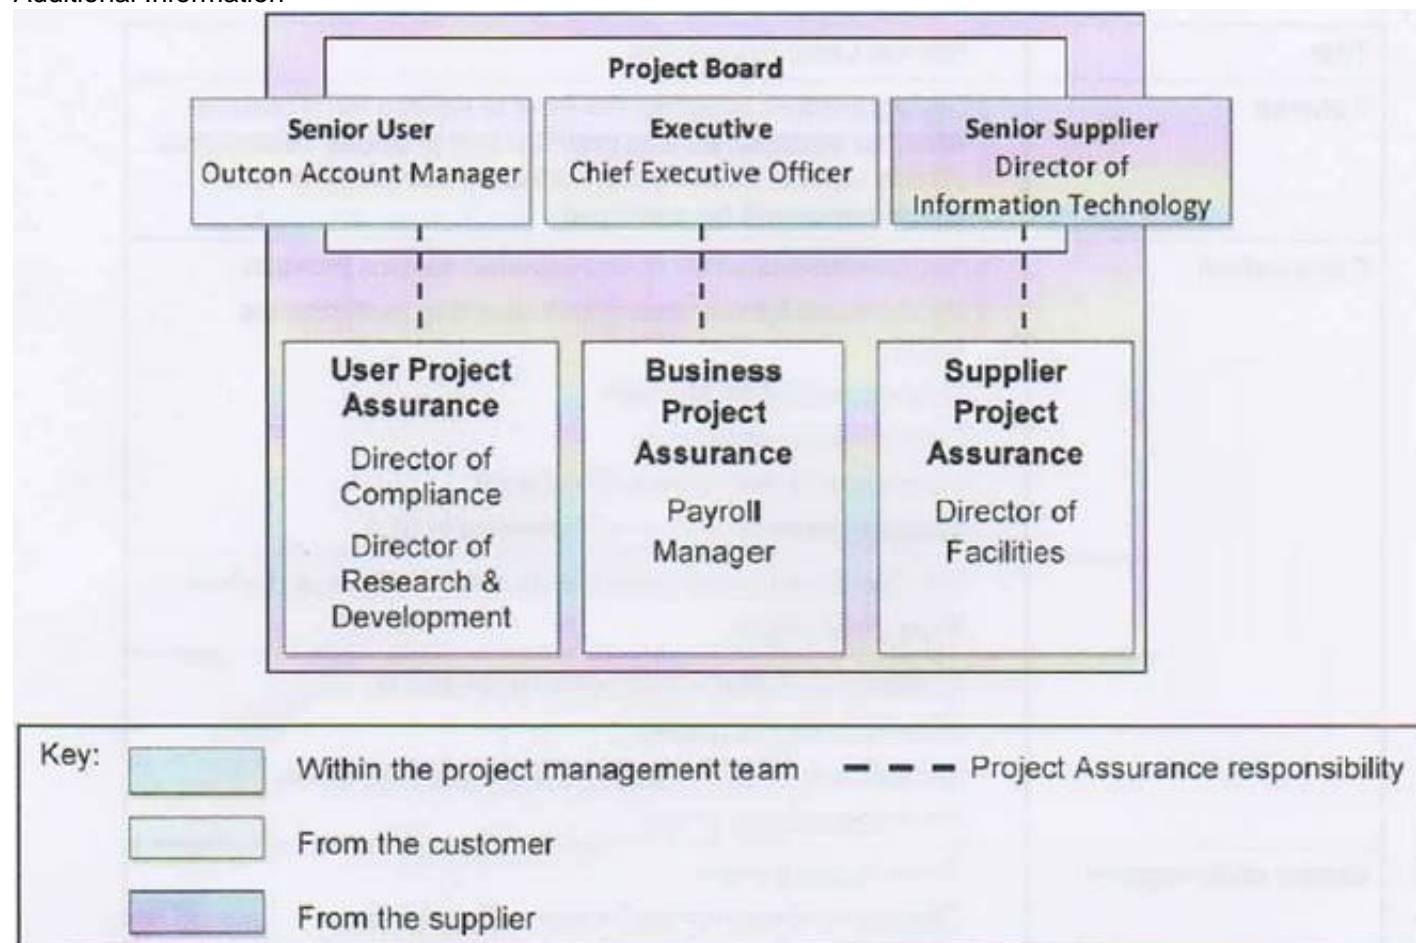 Additional Information
Project Board
Senior User
Outcon Account Manager
Executive
Chief Executive Officer
Senior Supplier
Director of
Information Technology
User Project
Assurance
Director of
Compliance
Director of
Research &
Development
Business
Project
Assurance
Payroll
Manager
Supplier
Project
Assurance
Director of
Facilities
Key:
Within the project management team
Project Assurance responsibility
From the customer
From the supplier